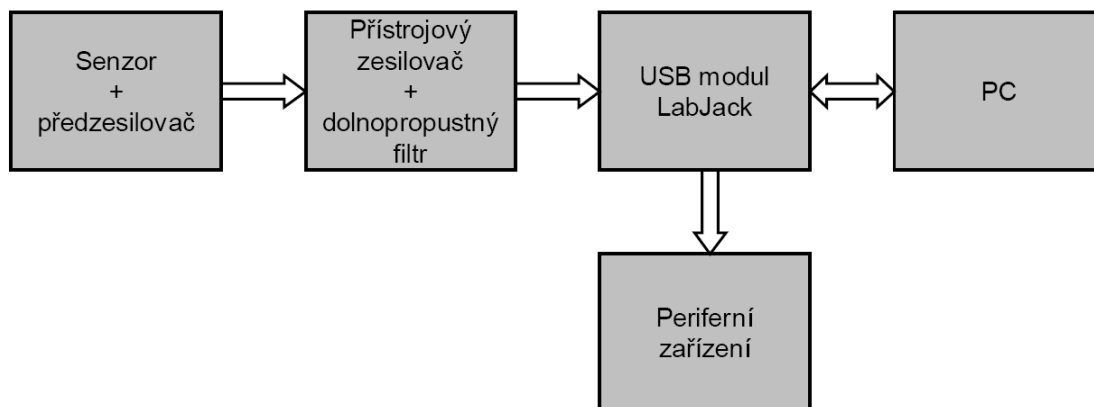 Senzor
+
předzesilovač
Přístrojový
zesilovač
+
dolnopropustný
filtr
USB modul
LabJack
PC
Periferní
zařízení